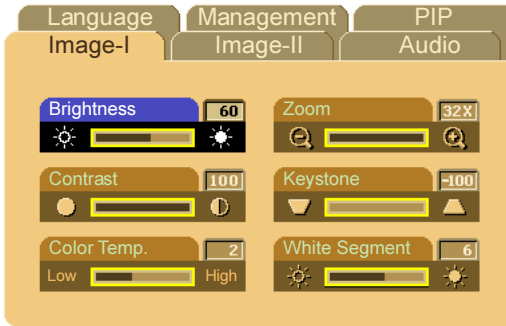 Language Management PIP
Image-I Image-II Audio
Brightness 60
Zoom 32X
Contrast 100
Keystone -100
Color Temp. 2
Low High
White Segment 6